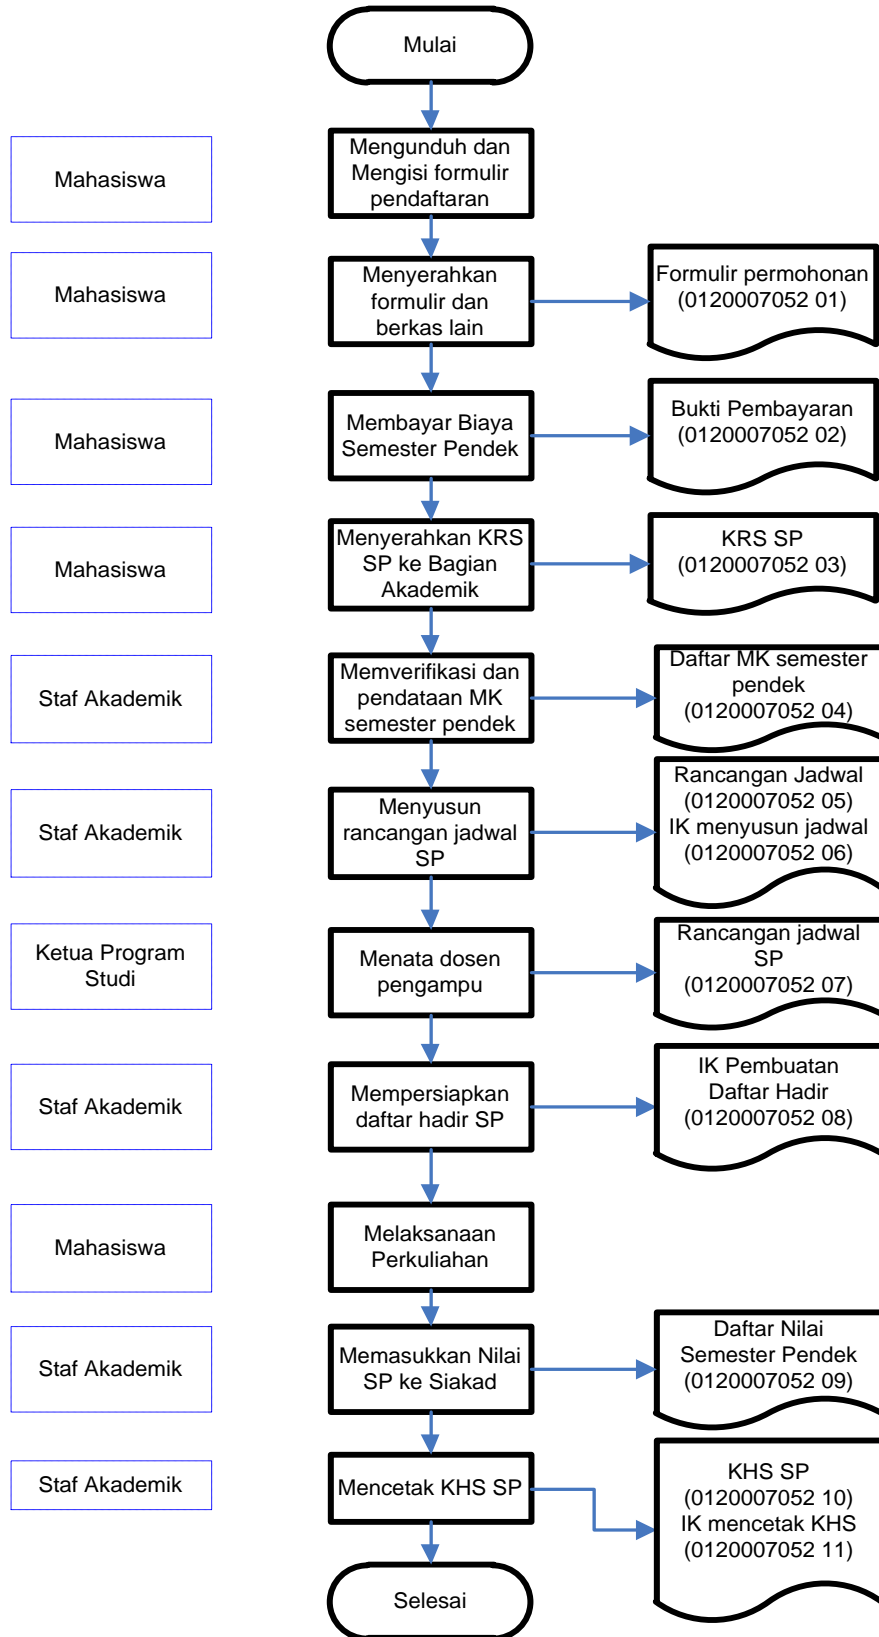 Mulai
Mahasiswa
Mengunduh dan
Mengisi formulir
pendaftaran
Mahasiswa
Menyerahkan
formulir dan
berkas lain
Formulir permohonan
(0120007052 01)
Mahasiswa
Membayar Biaya
Semester Pendek
Bukti Pembayaran
(0120007052 02)
Mahasiswa
Menyerahkan KRS
SP ke Bagian
Akademik
KRS SP
(0120007052 03)
Staf Akademik
Memverifikasi dan
pendataan MK
semester pendek
Daftar MK semester
pendek
(0120007052 04)
Staf Akademik
Menyusun
rancangan jadwal
SP
Rancangan Jadwal
(0120007052 05)
IK menyusun jadwal
(0120007052 06)
Ketua Program
Studi
Menata dosen
pengampu
Rancangan jadwal
SP
(0120007052 07)
Staf Akademik
Mempersiapkan
daftar hadir SP
IK Pembuatan
Daftar Hadir
(0120007052 08)
Mahasiswa
Melaksanaan
Perkuliahan
Staf Akademik
Memasukkan Nilai
SP ke Siakad
Daftar Nilai
Semester Pendek
(0120007052 09)
Staf Akademik
Mencetak KHS SP
KHS SP
(0120007052 10)
IK mencetak KHS
(0120007052 11)
Selesai